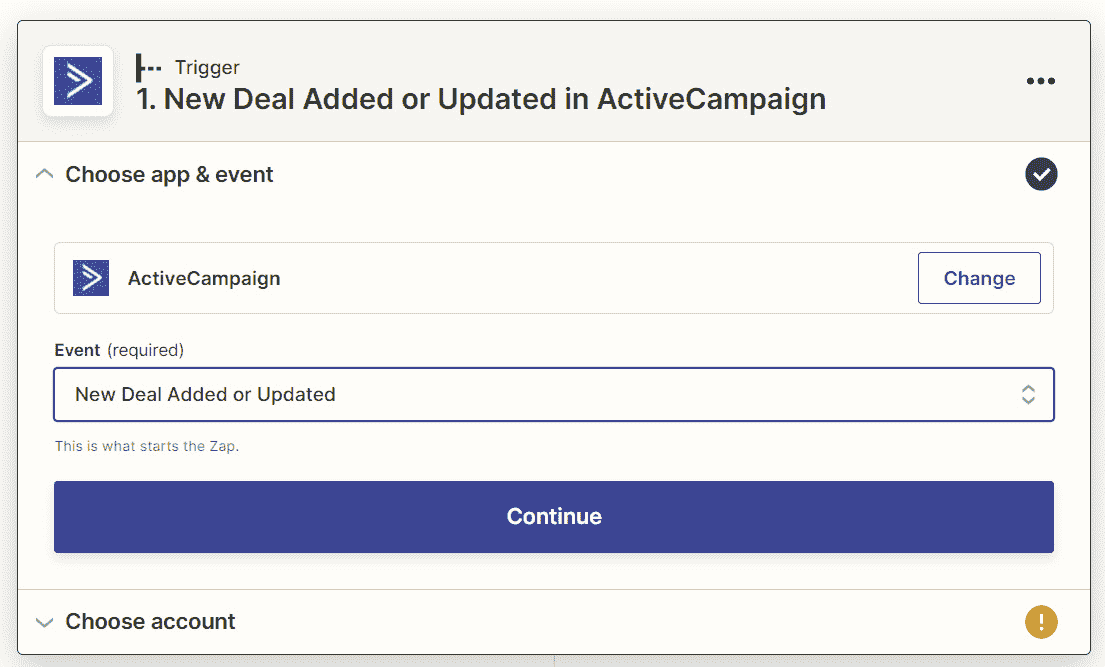 Trigger
1. New Deal Added or Updated in ActiveCampaign
Choose app & event
ActiveCampaign
Change
Event (required)
New Deal Added or Updated
This is what starts the Zap.
Continue
Choose account